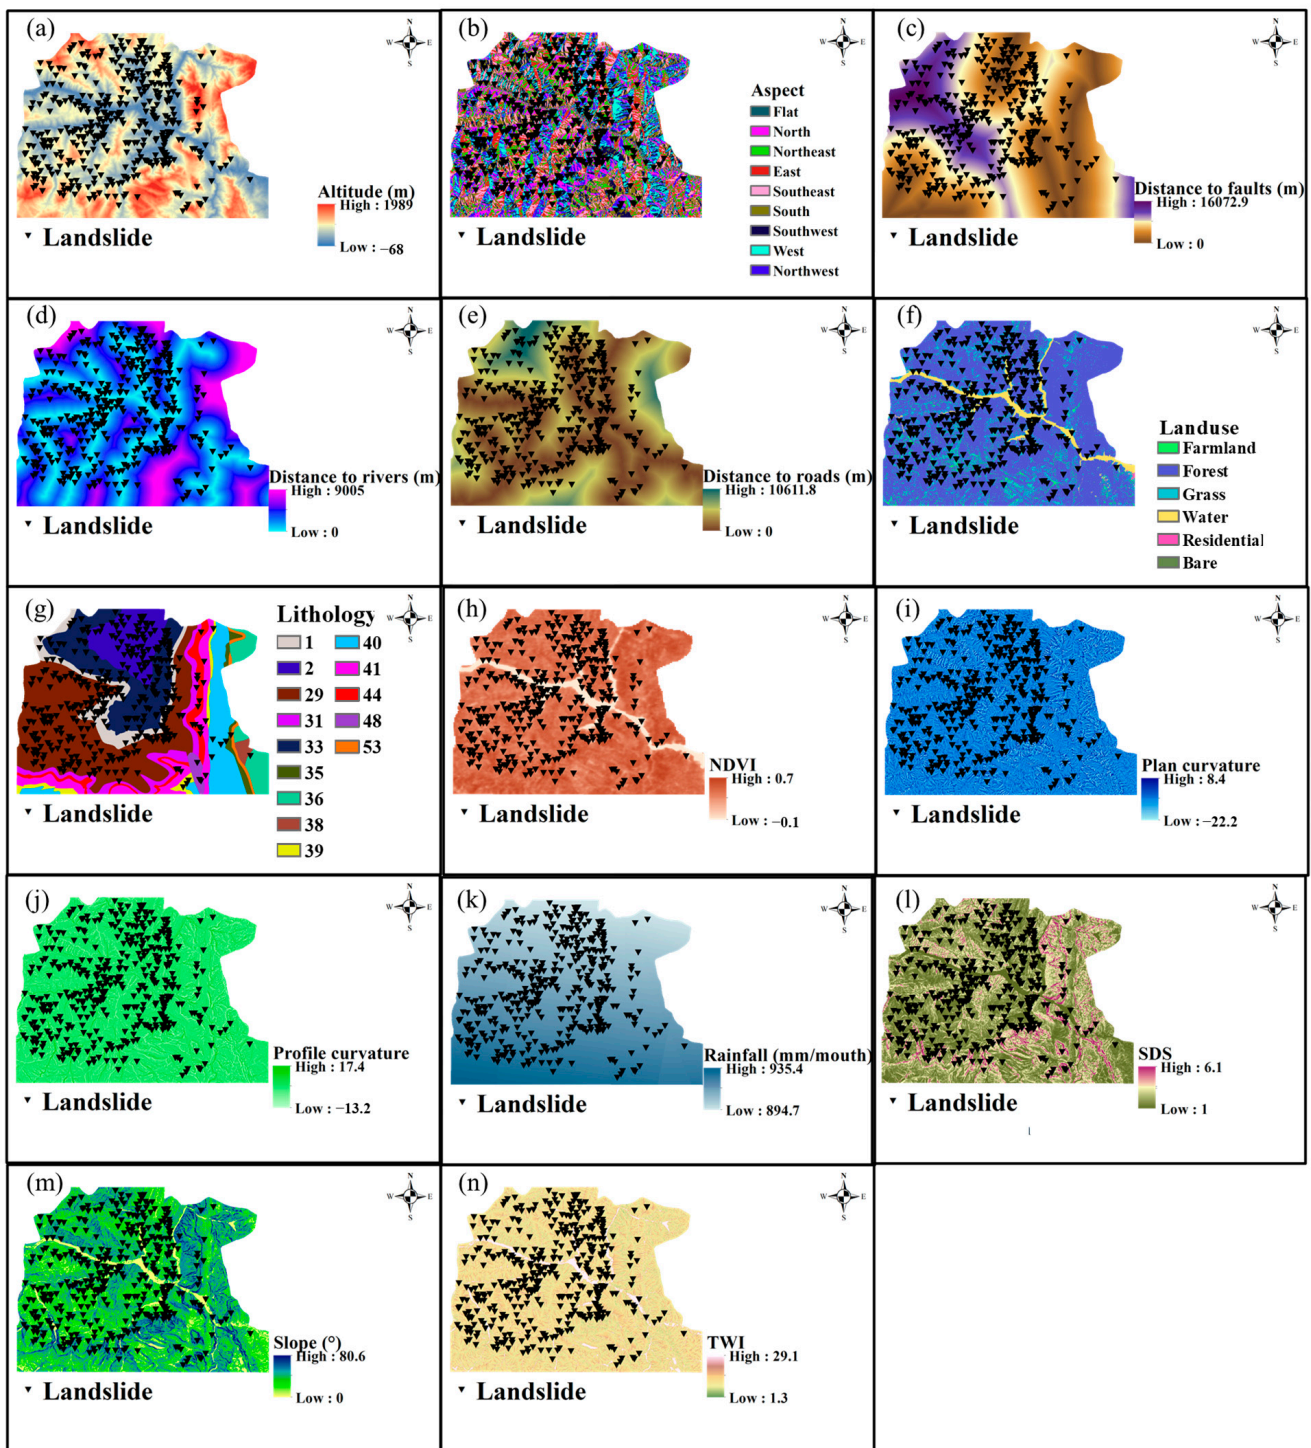 (a)
N
W E
S
Altitude (m)
High : 1989
Low : −68
Landslide
(b)
N
W E
S
Aspect
Flat
North
Northeast
East
Southeast
South
Southwest
West
Northwest
Landslide
(c)
N
W E
S
Distance to faults (m)
High : 16072.9
Low : 0
Landslide
(d)
N
W E
S
Distance to rivers (m)
High : 9005
Low : 0
Landslide
(e)
N
W E
S
Distance to roads (m)
High : 10611.8
Low : 0
Landslide
(f)
N
W E
S
Landuse
Farmland
Forest
Grass
Water
Residential
Bare
Landslide
(g)
N
W E
S
Lithology
1 40
2 41
29 44
31 48
33 53
35
36
38
39
Landslide
(h)
N
W E
S
NDVI
High : 0.7
Low : −0.1
Landslide
(i)
N
W E
S
Plan curvature
High : 8.4
Low : −22.2
Landslide
(j)
N
W E
S
Profile curvature
High : 17.4
Low : −13.2
Landslide
(k)
N
W E
S
Rainfall (mm/mouth)
High : 935.4
Low : 894.7
Landslide
(l)
N
W E
S
SDS
High : 6.1
Low : 1
Landslide
l
(m)
N
W E
S
Slope (°)
High : 80.6
Low : 0
Landslide
(n)
N
W E
S
TWI
High : 29.1
Low : 1.3
Landslide